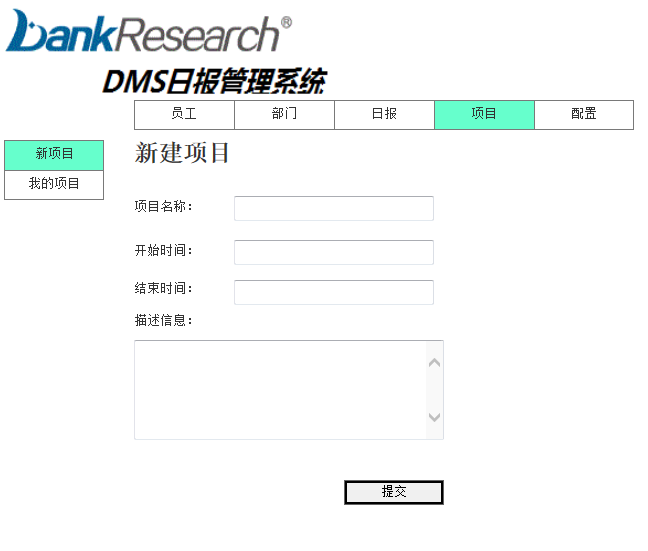 bankResearch®
DMS日报管理系统
员工 部门 日报 项目 配置
新项目
我的项目
新建项目
项目名称：
开始时间：
结束时间：
描述信息：
提交